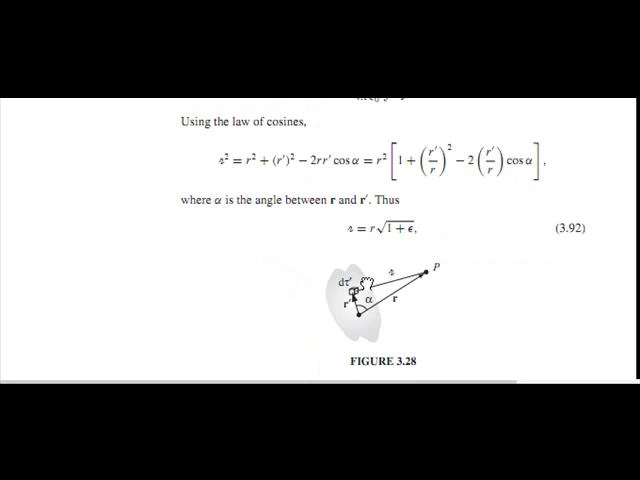 Using the law of cosines,
𝓇² = r² + (r′)² − 2rr′ cos α = r² [1 + (r′/r)² − 2 (r′/r) cos α],
where α is the angle between r and r′. Thus
𝓇 = r√1 + ϵ, (3.92)
𝓇 P
dτ′
r′ α r
FIGURE 3.28